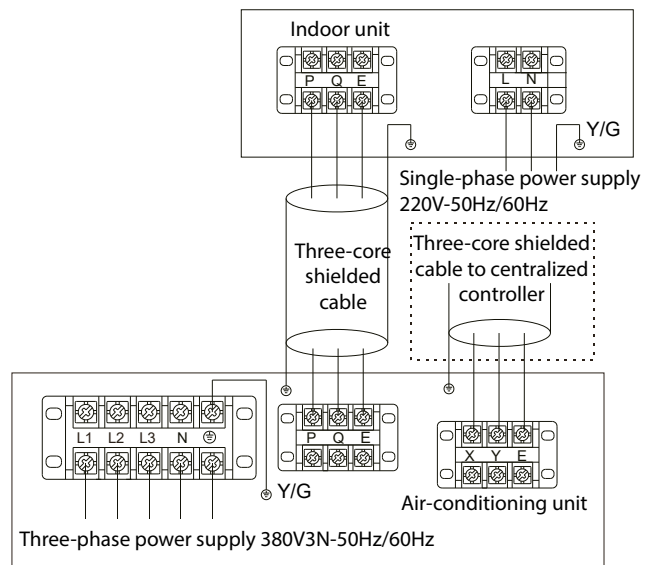 Indoor unit
P Q E
L N
Y/G
Single-phase power supply
220V-50Hz/60Hz
Three-core
shielded
cable
Three-core shielded
cable to centralized
controller
L1 L2 L3 N
P Q E
X Y E
Y/G
Air-conditioning unit
Three-phase power supply 380V3N-50Hz/60Hz